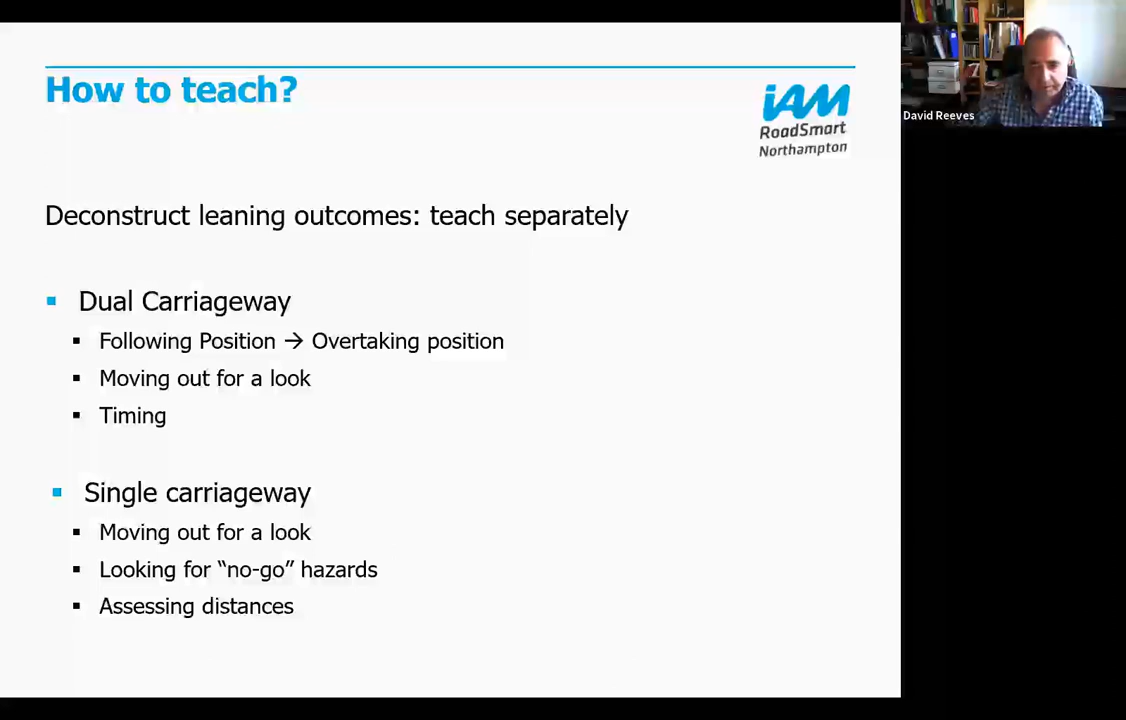 How to teach?
iAM
RoadSmart
Northampton
David Reeves
Deconstruct leaning outcomes: teach separately
Dual Carriageway
Following Position → Overtaking position
Moving out for a look
Timing
Single carriageway
Moving out for a look
Looking for “no-go” hazards
Assessing distances